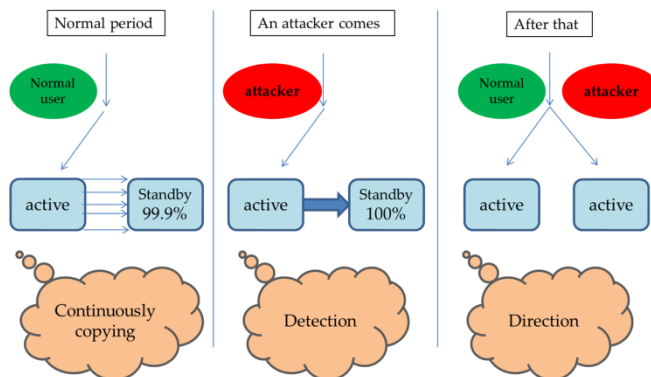 Normal period
Normal
user
active
Standby
99.9%
Continuously
copying
An attacker comes
attacker
active
Standby
100%
Detection
After that
Normal
user
attacker
active
active
Direction